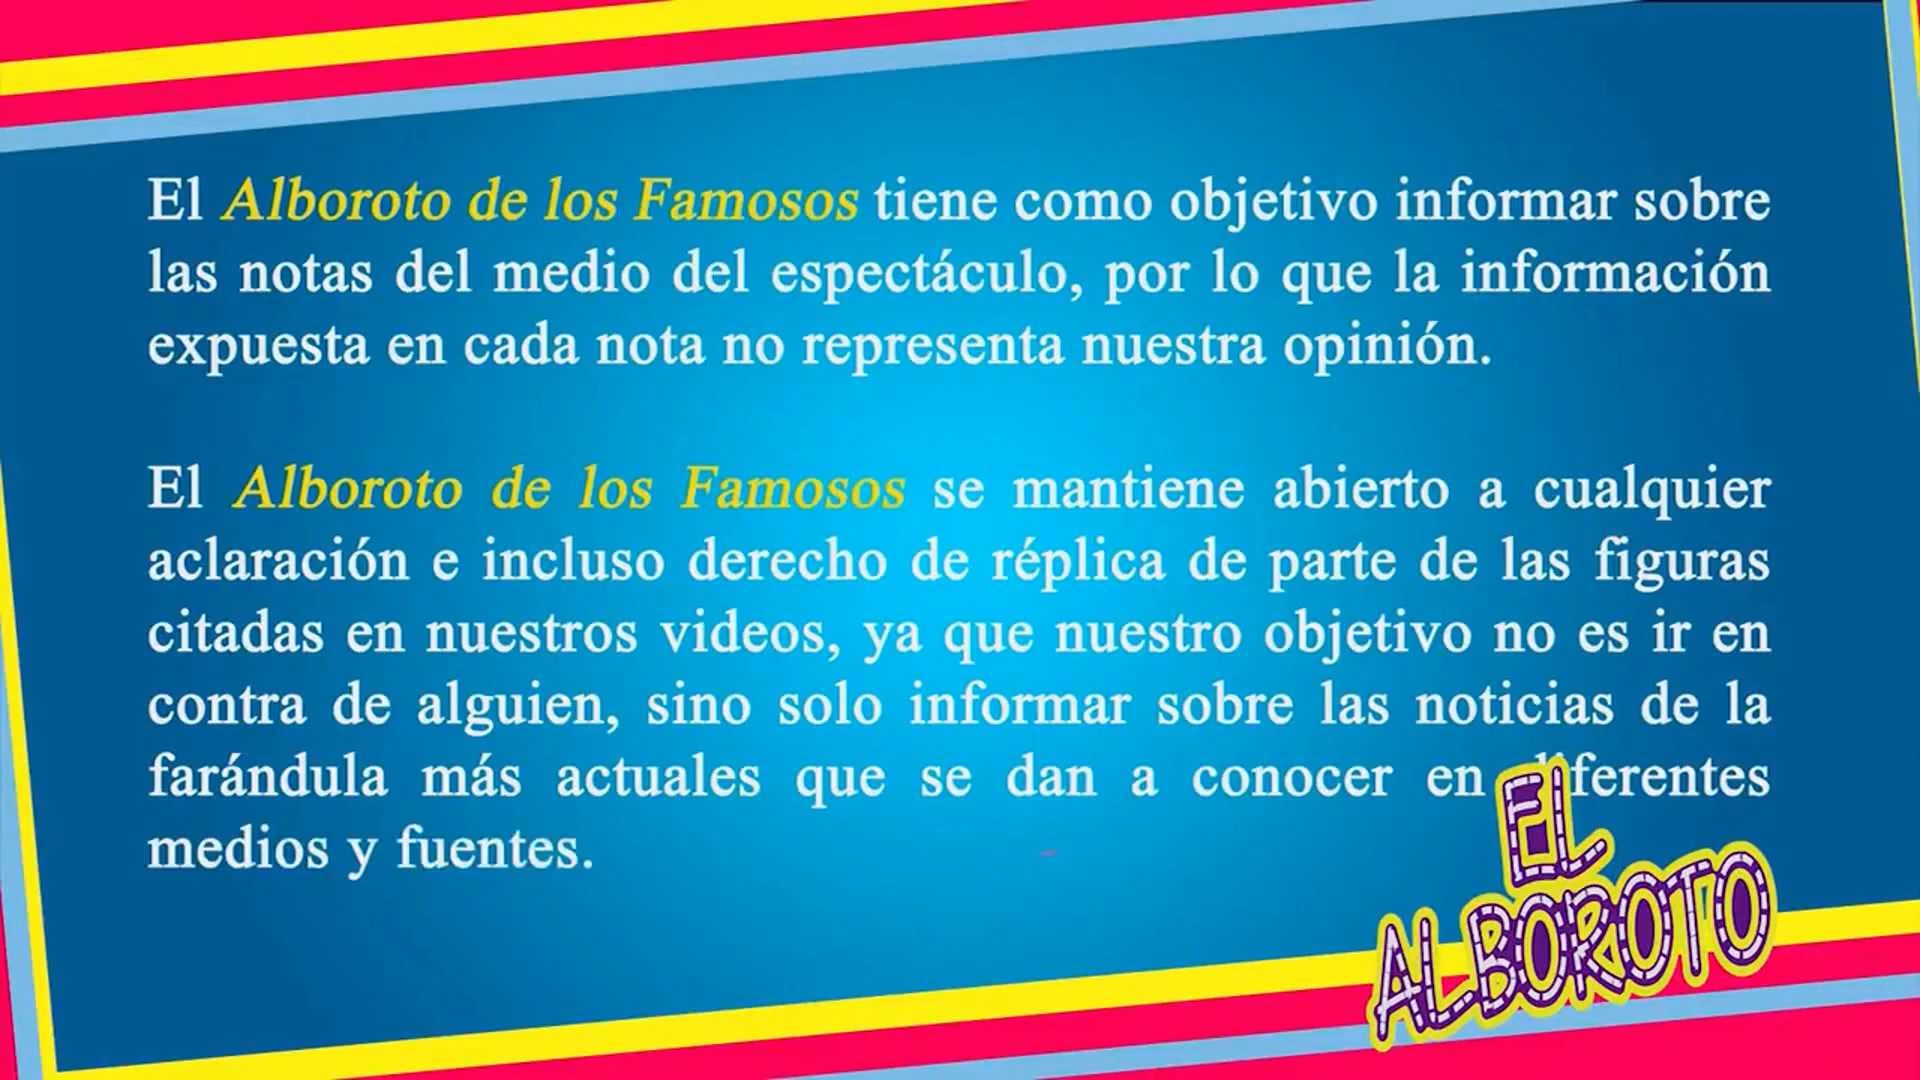 El Alboroto de los Famosos tiene como objetivo informar sobre
las notas del medio del espectáculo, por lo que la información
expuesta en cada nota no representa nuestra opinión.
El Alboroto de los Famosos se mantiene abierto a cualquier
aclaración e incluso derecho de réplica de parte de las figuras
citadas en nuestros videos, ya que nuestro objetivo no es ir en
contra de alguien, sino solo informar sobre las noticias de la
farándula más actuales que se dan a conocer en diferentes
medios y fuentes.
EL
ALBOROTO